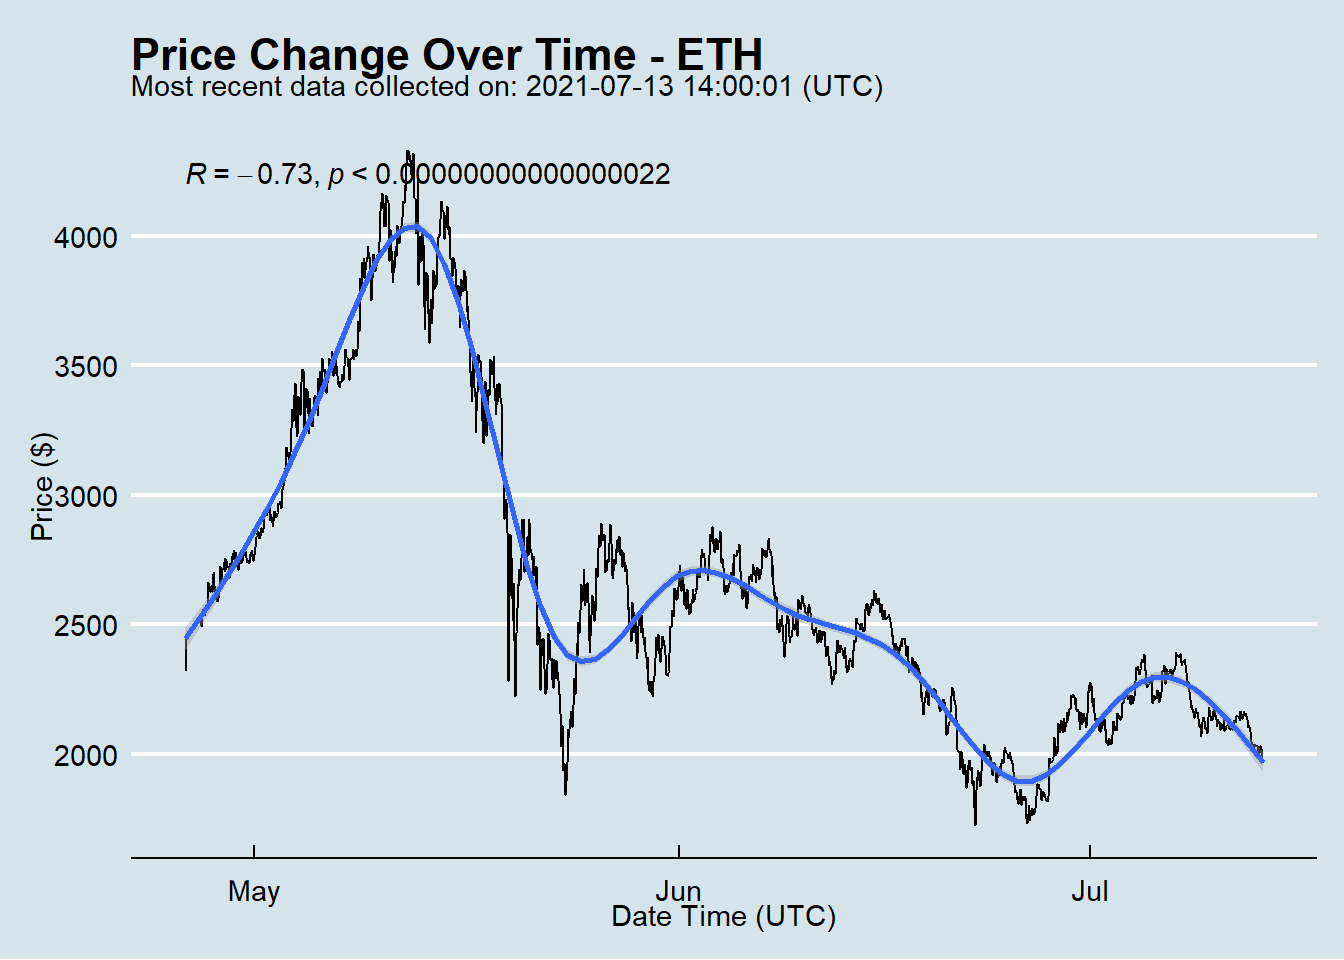 Price Change Over Time - ETH
Most recent data collected on: 2021-07-13 14:00:01 (UTC)
R = −0.73, p < 0.00000000000000022
4000
3500
3000
2500
2000
Price ($)
May
Jun
Jul
Date Time (UTC)